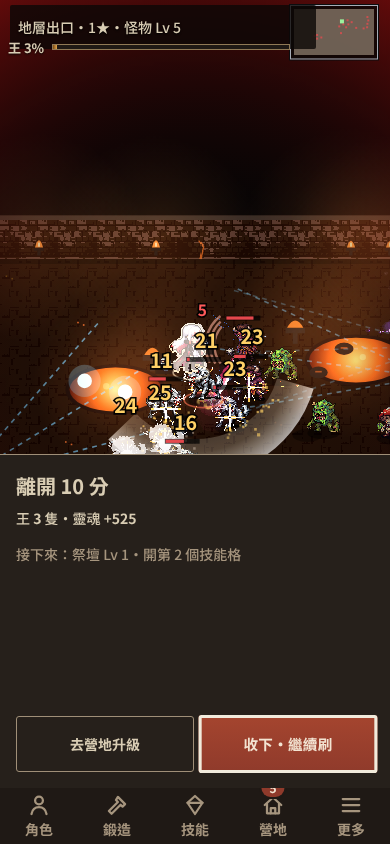 地層出口・1★・怪物 Lv 5
王 3%
5
21
23
11
23
25
24
16
離開 10 分
王 3 隻・靈魂 +525
接下來：祭壇 Lv 1・開第 2 個技能格
去營地升級
收下・繼續刷
5
角色
鍛造
技能
營地
更多